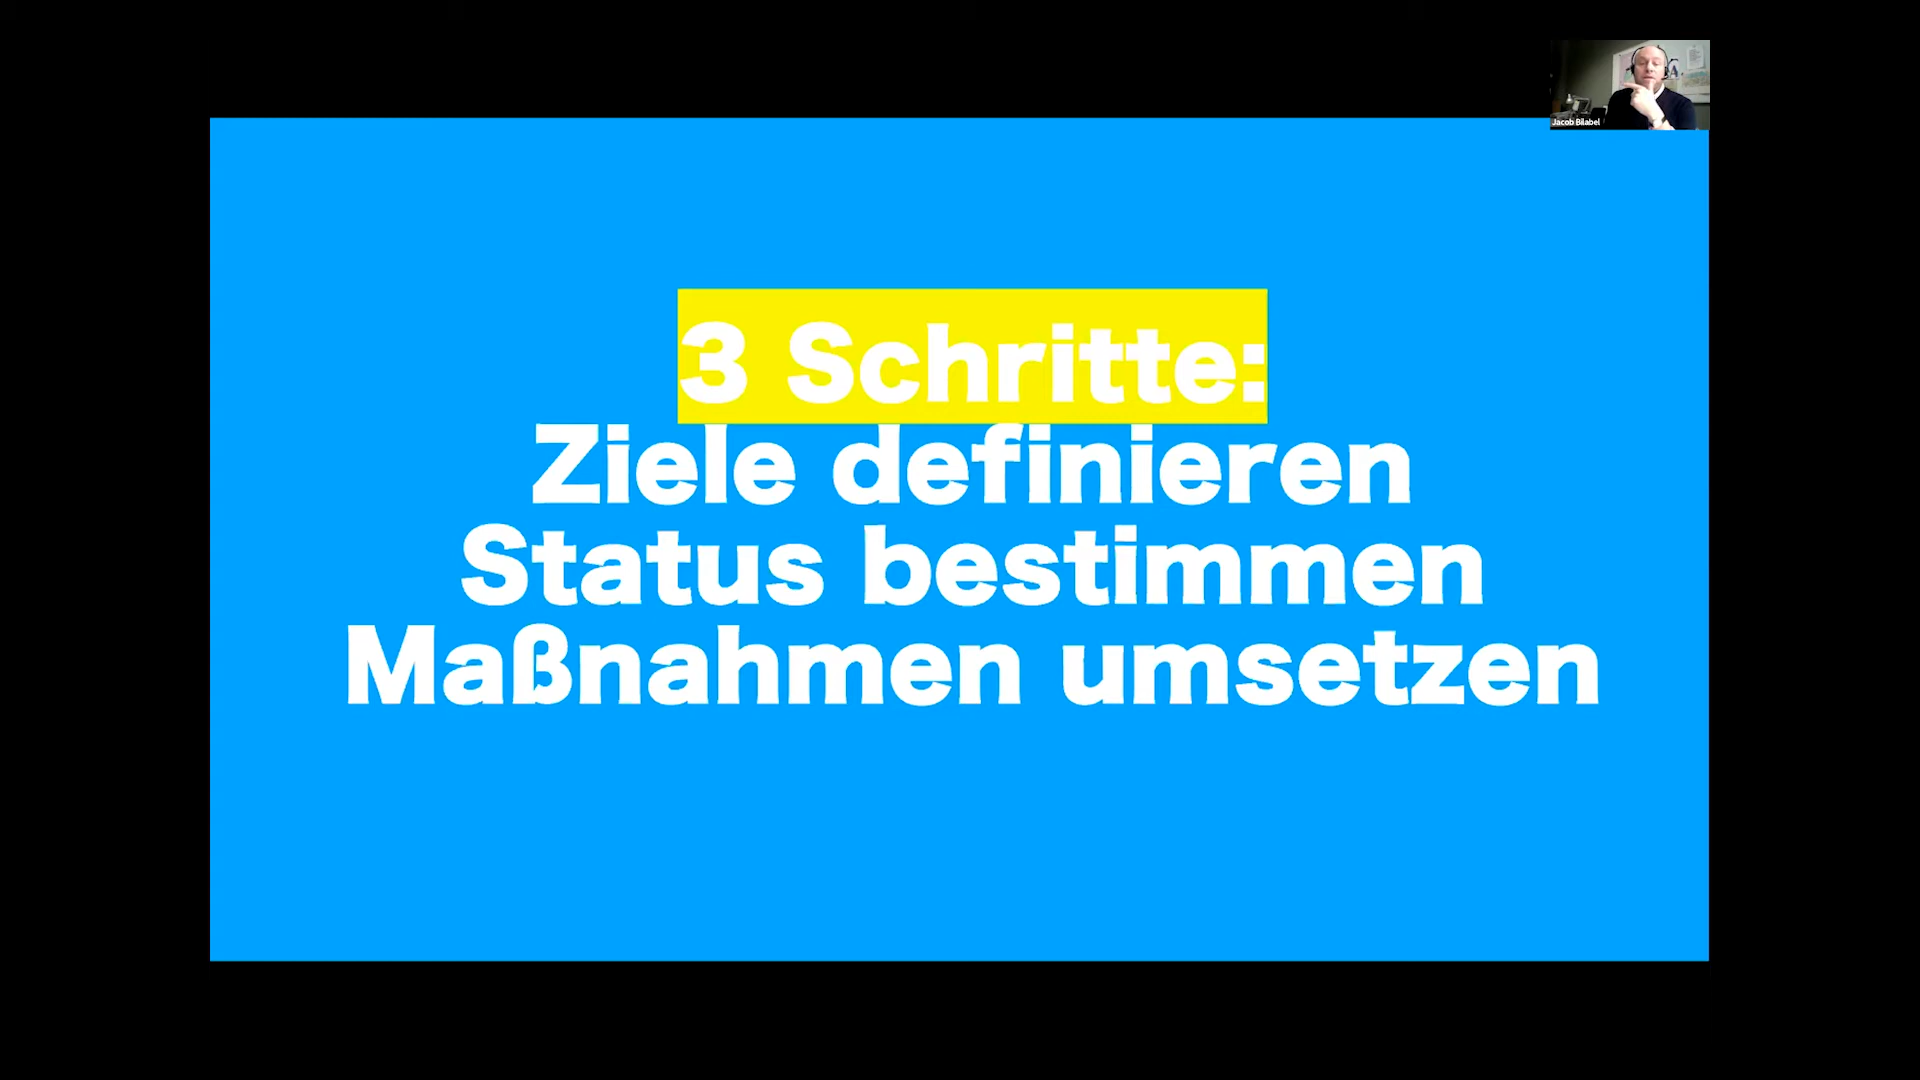 Jacob Bilabel
3 Schritte:
Ziele definieren
Status bestimmen
Maßnahmen umsetzen